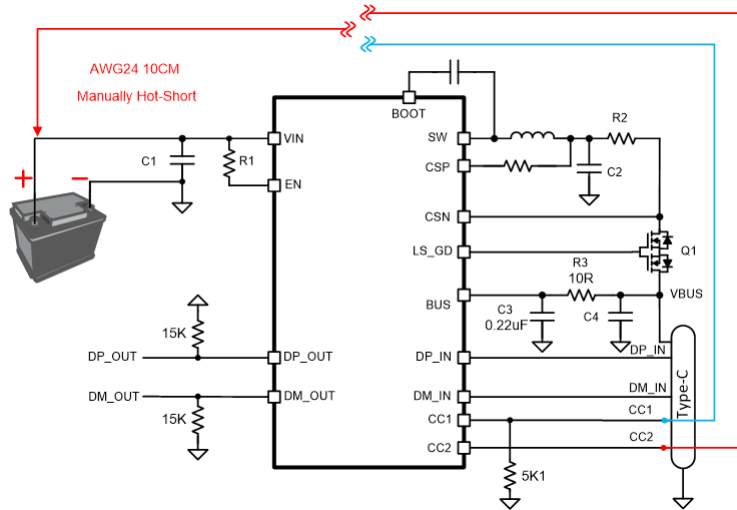 AWG24 10CM
Manually Hot-Short
BOOT
VIN
SW
R2
C1
R1
CSP
C2
+
−
EN
CSN
LS_GD
Q1
R3
10R
VBUS
BUS
C3
0.22uF
C4
15K
DP_OUT
DP_OUT
DP_IN
DP_IN
DM_OUT
DM_OUT
DM_IN
DM_IN
15K
CC1
CC1
CC2
CC2
Type-C
5K1